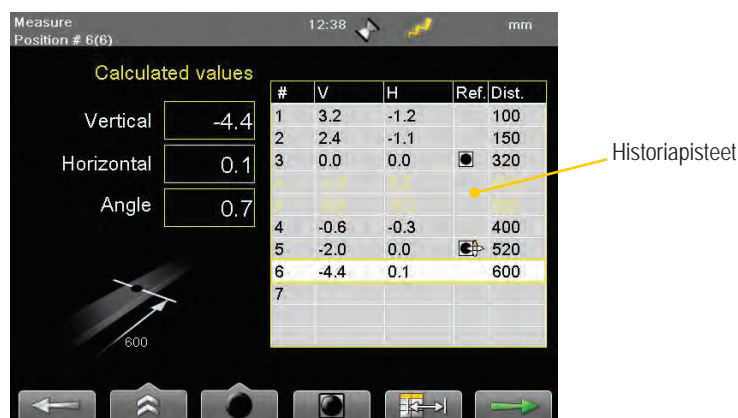 Measure
Position # 6(6)
12:38
mm
Calculated values
Vertical -4.4
Horizontal 0.1
Angle 0.7
600
# V H Ref. Dist.
1 3.2 -1.2 100
2 2.4 -1.1 150
3 0.0 0.0 320
4 -0.6 -0.3 400
5 -2.0 0.0 520
6 -4.4 0.1 600
7
Historiapisteet